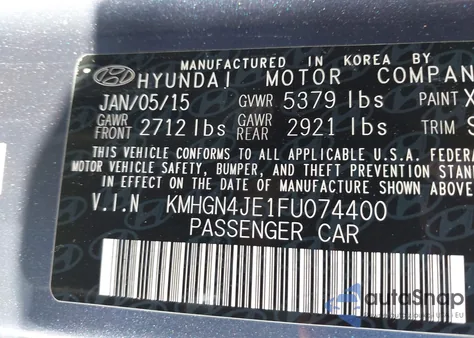 MANUFACTURED IN KOREA BY
HYUNDAI MOTOR COMPAN
JAN/05/15 GVWR 5379 lbs PAINT X
GAWR FRONT 2712 lbs GAWR REAR 2921 lbs TRIM S
THIS VEHICLE CONFORMS TO ALL APPLICABLE U.S.A. FEDERA
MOTOR VEHICLE SAFETY, BUMPER, AND THEFT PREVENTION STAN
IN EFFECT ON THE DATE OF MANUFACTURE SHOWN ABOVE.
V.I.N KMHGN4JE1FU074400
PASSENGER CAR
autoSnap